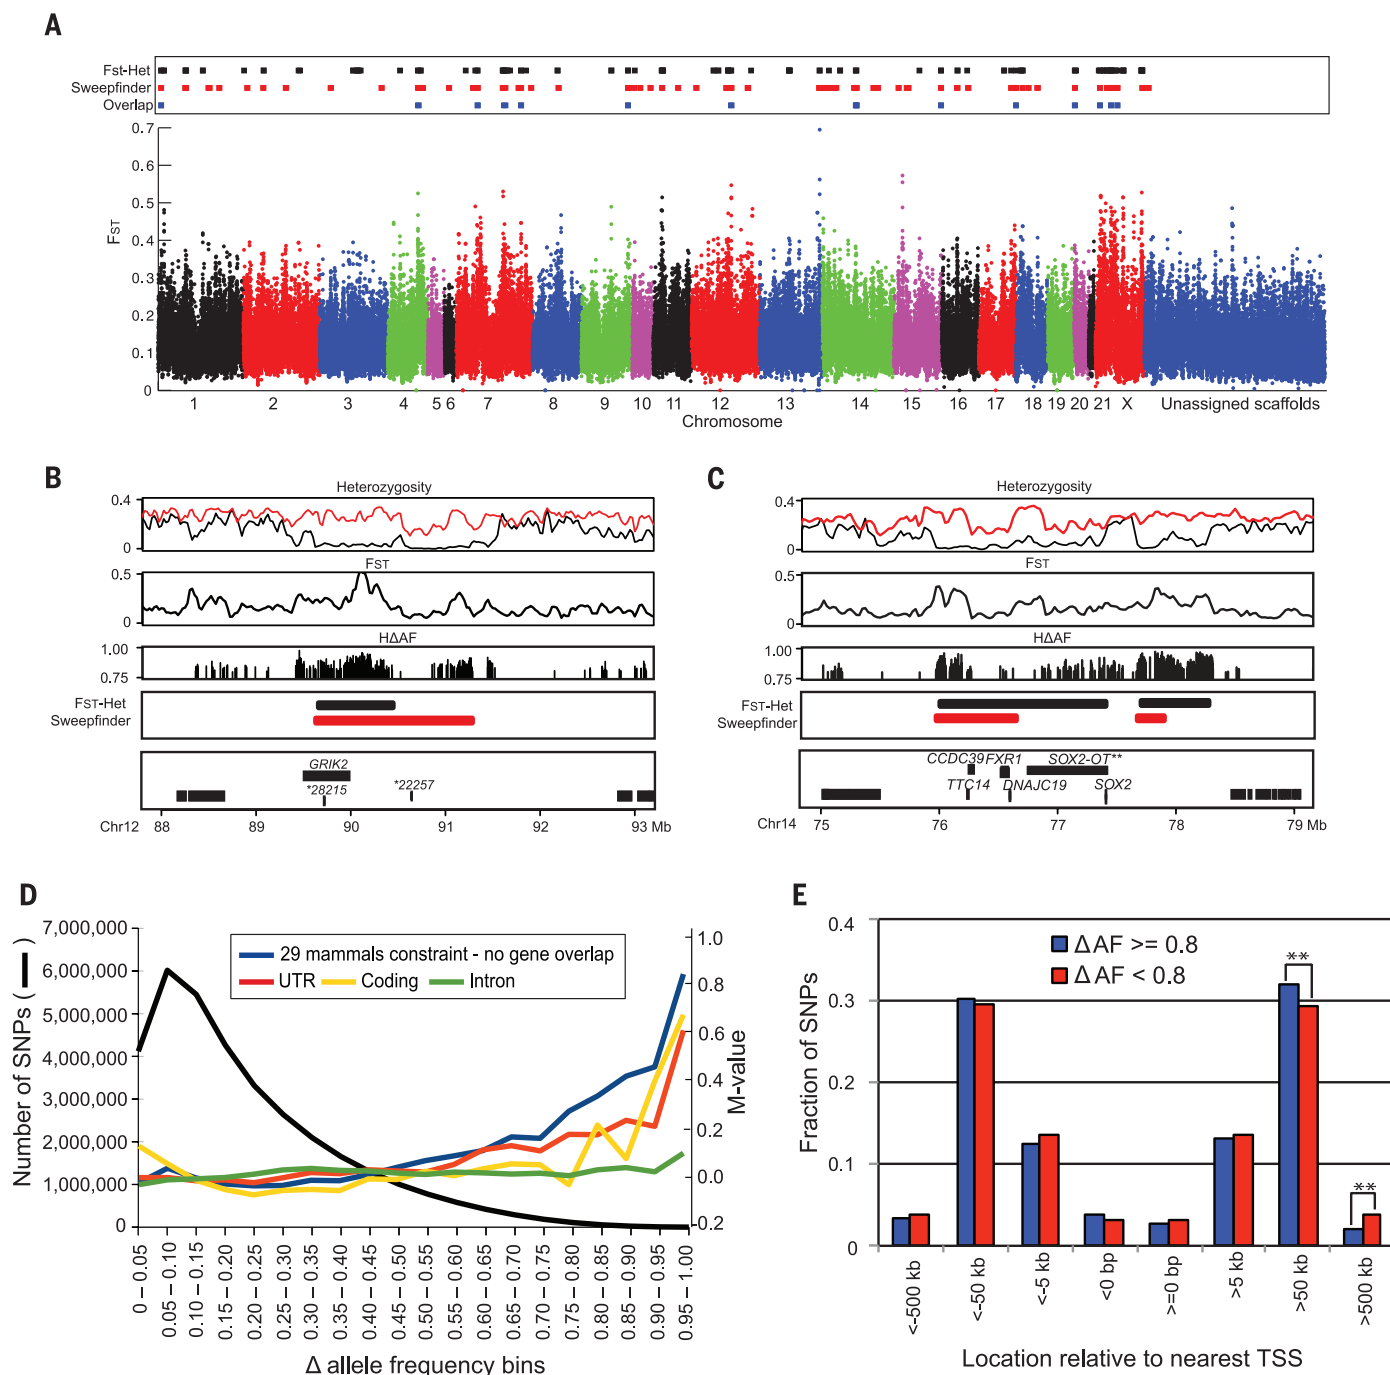 A
Fst-Het
Sweepfinder
Overlap
0.7
0.6
0.5
0.4
0.3
0.2
0.1
0
FST
1 2 3 4 5 6 7 8 9 10 11 12 13 14 15 16 17 18 19 20 21 X Unassigned scaffolds
Chromosome
B
Heterozygosity
0.4
0
FST
0.5
0
HΔAF
1.00
0.75
FST-Het
Sweepfinder
GRIK2
*28215
*22257
Chr12 88 89 90 91 92 93 Mb
C
Heterozygosity
0.4
0
FST
0.5
0
HΔAF
1.00
0.75
FST-Het
Sweepfinder
CCDC39 FXR1 SOX2-OT**
TTC14 DNAJC19 SOX2
Chr14 75 76 77 78 79 Mb
D
Number of SNPs ( )
7,000,000
6,000,000
5,000,000
4,000,000
3,000,000
2,000,000
1,000,000
0
29 mammals constraint - no gene overlap
UTR Coding Intron
1.0
0.8
0.6
0.4
0.2
0.0
0.2
M-value
0 – 0.05
0.05 – 0.10
0.10 – 0.15
0.15 – 0.20
0.20 – 0.25
0.25 – 0.30
0.30 – 0.35
0.35 – 0.40
0.40 – 0.45
0.45 – 0.50
0.50 – 0.55
0.55 – 0.60
0.60 – 0.65
0.65 – 0.70
0.70 – 0.75
0.75 – 0.80
0.80 – 0.85
0.85 – 0.90
0.90 – 0.95
0.95 – 1.00
Δ allele frequency bins
E
Fraction of SNPs
0.4
0.3
0.2
0.1
0
Δ AF >= 0.8
Δ AF < 0.8
**
**
<-500 kb
<-50 kb
<-5 kb
<0 bp
>=0 bp
>5 kb
>50 kb
>500 kb
Location relative to nearest TSS